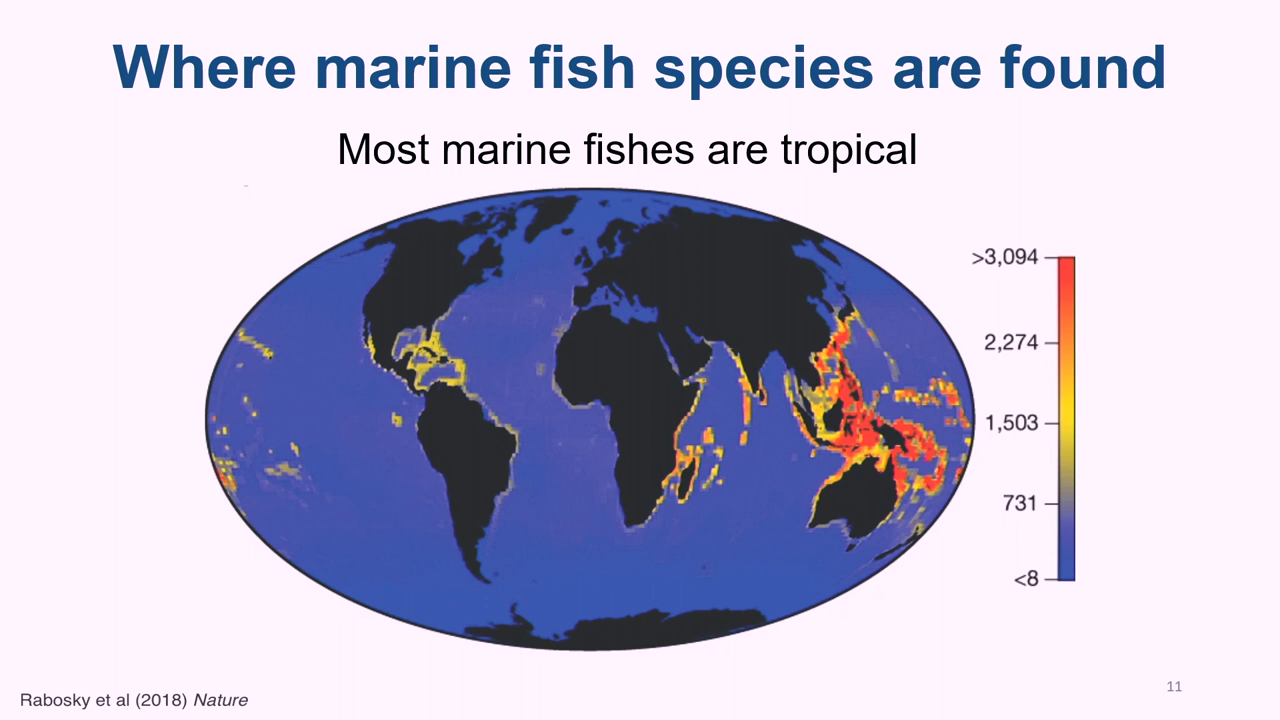 Where marine fish species are found
Most marine fishes are tropical
>3,094
2,274
1,503
731
<8
Rabosky et al (2018) Nature
11